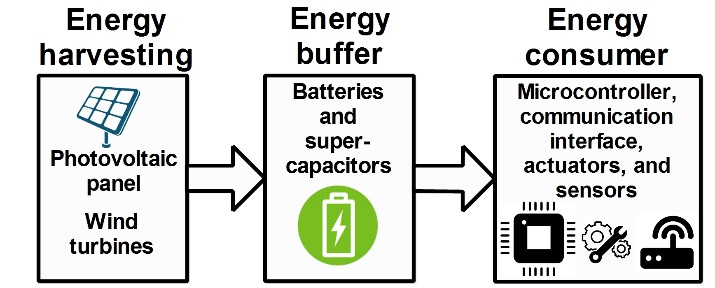 Energy
harvesting
Photovoltaic
panel
Wind
turbines
Energy
buffer
Batteries
and
super-
capacitors
Energy
consumer
Microcontroller,
communication
interface,
actuators, and
sensors